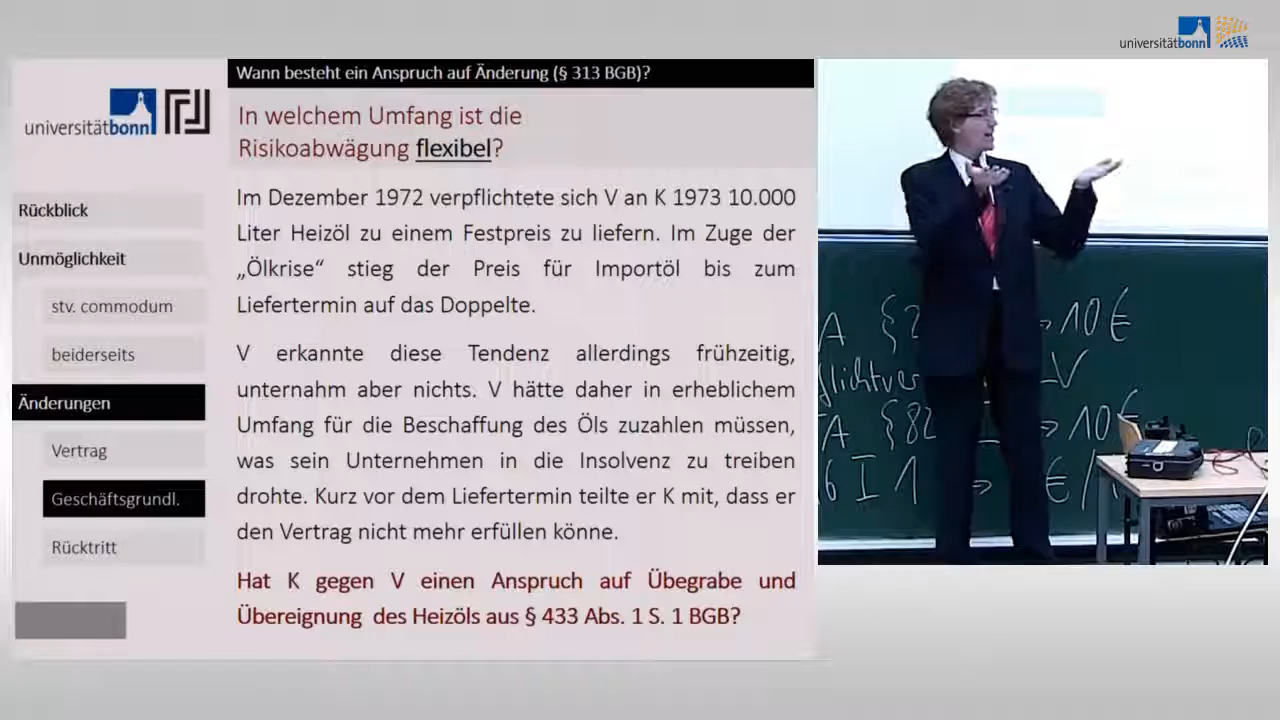 universitätbonn
universitätbonn
Rückblick
Unmöglichkeit
stv. commodum
beiderseits
Änderungen
Vertrag
Geschäftsgrundl.
Rücktritt
Wann besteht ein Anspruch auf Änderung (§ 313 BGB)?
In welchem Umfang ist die
Risikoabwägung flexibel?
Im Dezember 1972 verpflichtete sich V an K 1973 10.000
Liter Heizöl zu einem Festpreis zu liefern. Im Zuge der
„Ölkrise“ stieg der Preis für Importöl bis zum
Liefertermin auf das Doppelte.
V erkannte diese Tendenz allerdings frühzeitig,
unternahm aber nichts. V hätte daher in erheblichem
Umfang für die Beschaffung des Öls zuzahlen müssen,
was sein Unternehmen in die Insolvenz zu treiben
drohte. Kurz vor dem Liefertermin teilte er K mit, dass er
den Vertrag nicht mehr erfüllen könne.
Hat K gegen V einen Anspruch auf Übegrabe und
Übereignung des Heizöls aus § 433 Abs. 1 S. 1 BGB?
A §2 → 10 €
V
A §82 → 10 €
6 I 1 → € /